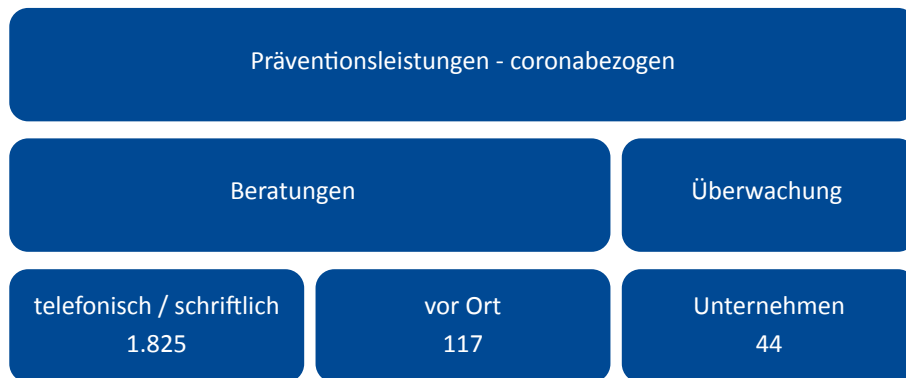 Präventionsleistungen - coronabezogen
Beratungen
Überwachung
telefonisch / schriftlich
1.825
vor Ort
117
Unternehmen
44